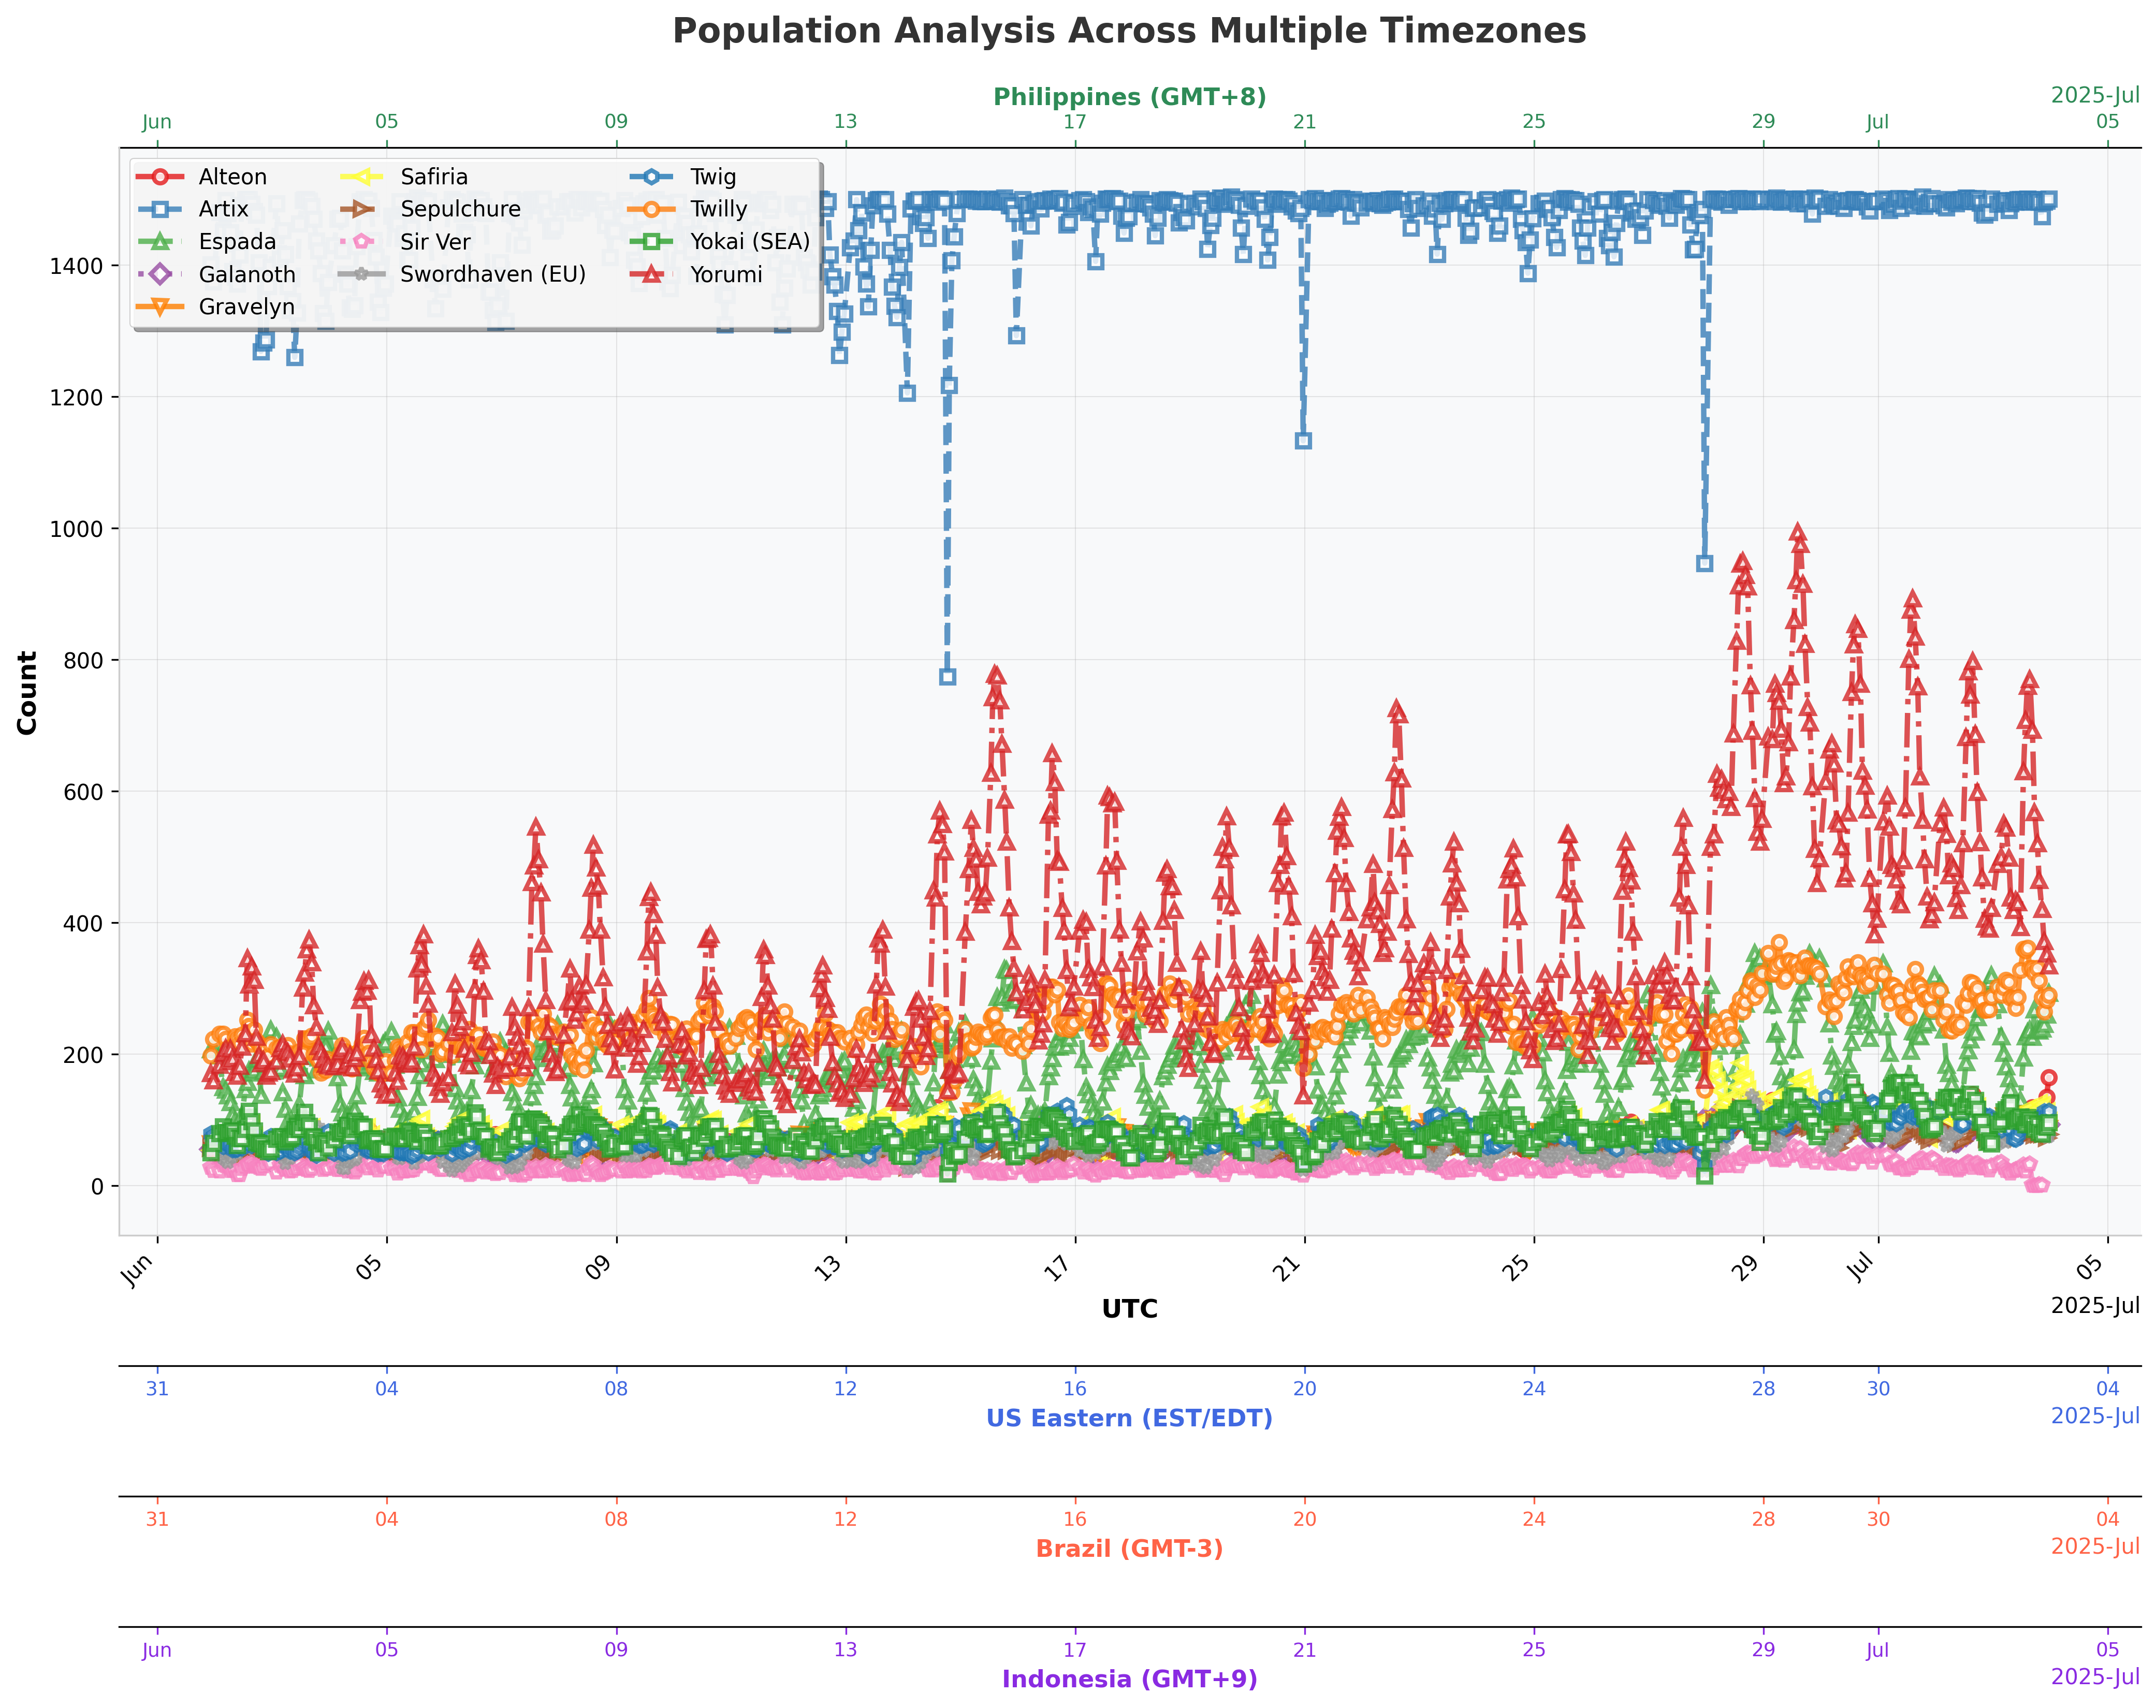 Population Analysis Across Multiple Timezones
Philippines (GMT+8)
2025-Jul
Jun 05 09 13 17 21 25 29 Jul 05
Alteon
Artix
Espada
Galanoth
Gravelyn
Safiria
Sepulchure
Sir Ver
Swordhaven (EU)
Twig
Twilly
Yokai (SEA)
Yorumi
Count
1400
1200
1000
800
600
400
200
0
Jun 05 09 13 17 21 25 29 Jul 05
UTC
2025-Jul
31 04 08 12 16 20 24 28 30 04
US Eastern (EST/EDT)
2025-Jul
31 04 08 12 16 20 24 28 30 04
Brazil (GMT-3)
2025-Jul
Jun 05 09 13 17 21 25 29 Jul 05
Indonesia (GMT+9)
2025-Jul